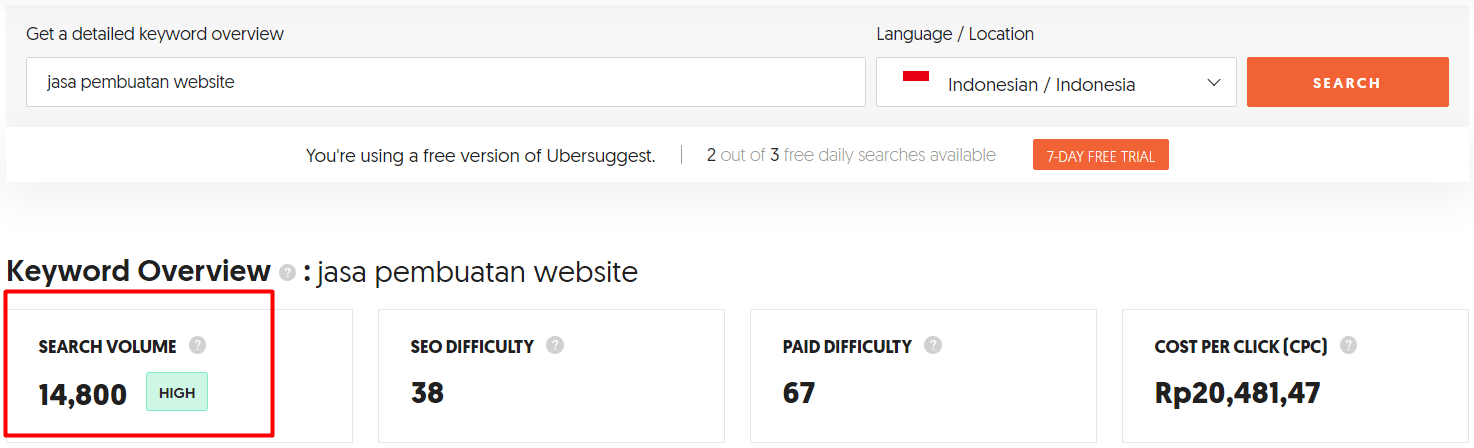 Get a detailed keyword overview
Language / Location
jasa pembuatan website
Indonesian / Indonesia
SEARCH
You're using a free version of Ubersuggest. | 2 out of 3 free daily searches available
7-DAY FREE TRIAL
Keyword Overview ? : jasa pembuatan website
SEARCH VOLUME ?
14,800 HIGH
SEO DIFFICULTY ?
38
PAID DIFFICULTY ?
67
COST PER CLICK (CPC) ?
Rp20,481,47